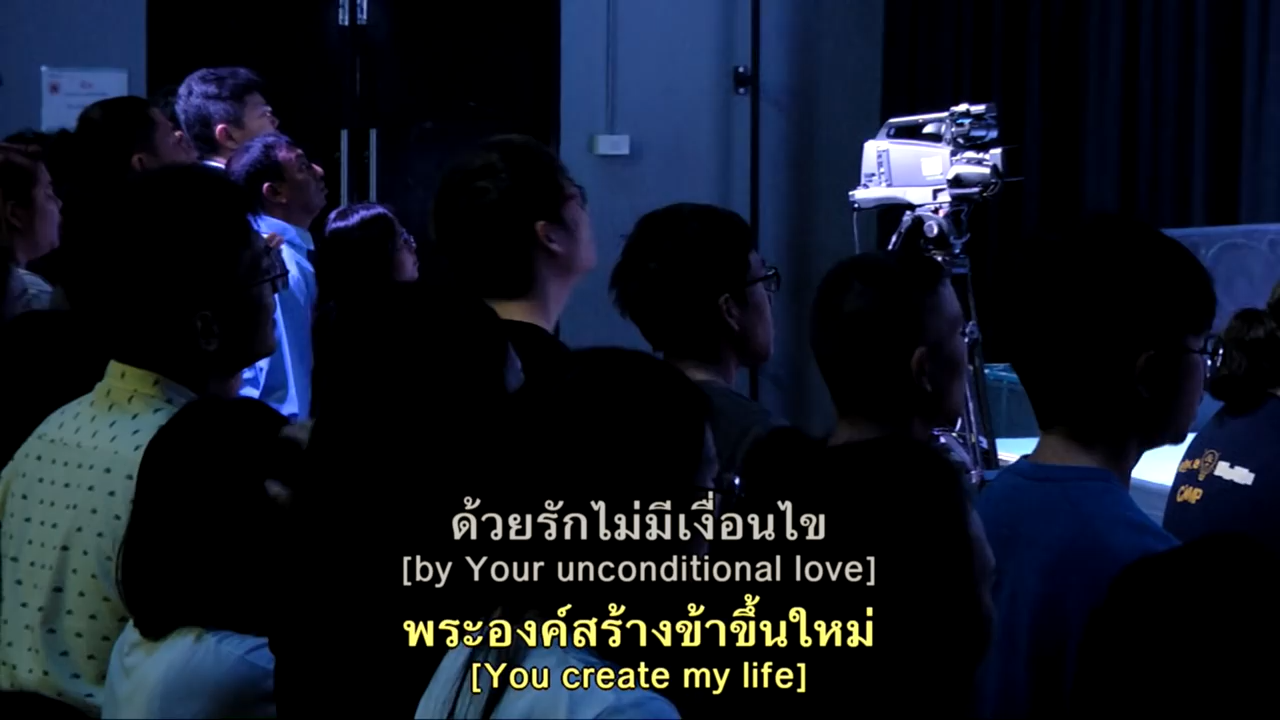 ด้วยรักไม่มีเงื่อนไข
[by Your unconditional love]
พระองค์สร้างข้าขึ้นใหม่
[You create my life]
CAMP